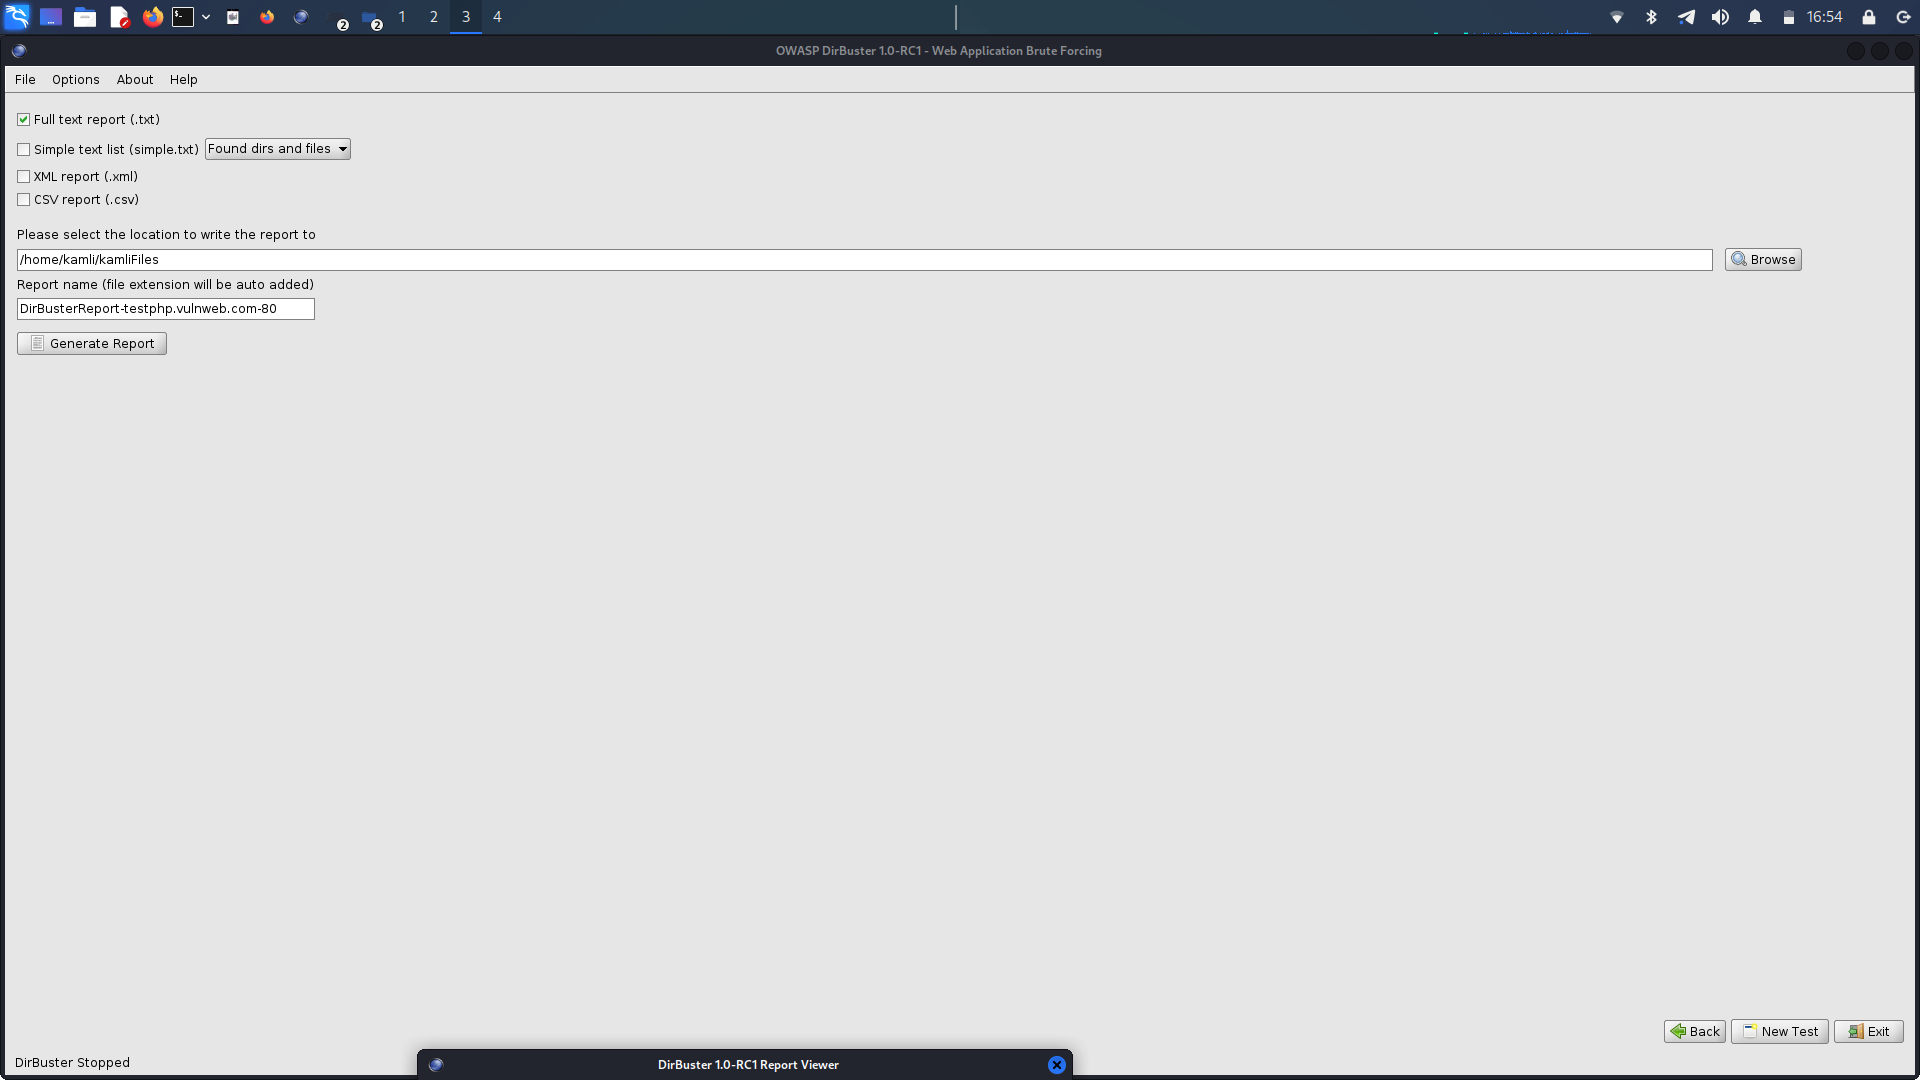 2
2
1
2
3
4
16:54
OWASP DirBuster 1.0-RC1 - Web Application Brute Forcing
File Options About Help
Full text report (.txt)
Simple text list (simple.txt) Found dirs and files
XML report (.xml)
CSV report (.csv)
Please select the location to write the report to
/home/kamli/kamliFiles Browse
Report name (file extension will be auto added)
DirBusterReport-testphp.vulnweb.com-80
Generate Report
Back New Test Exit
DirBuster Stopped
DirBuster 1.0-RC1 Report Viewer